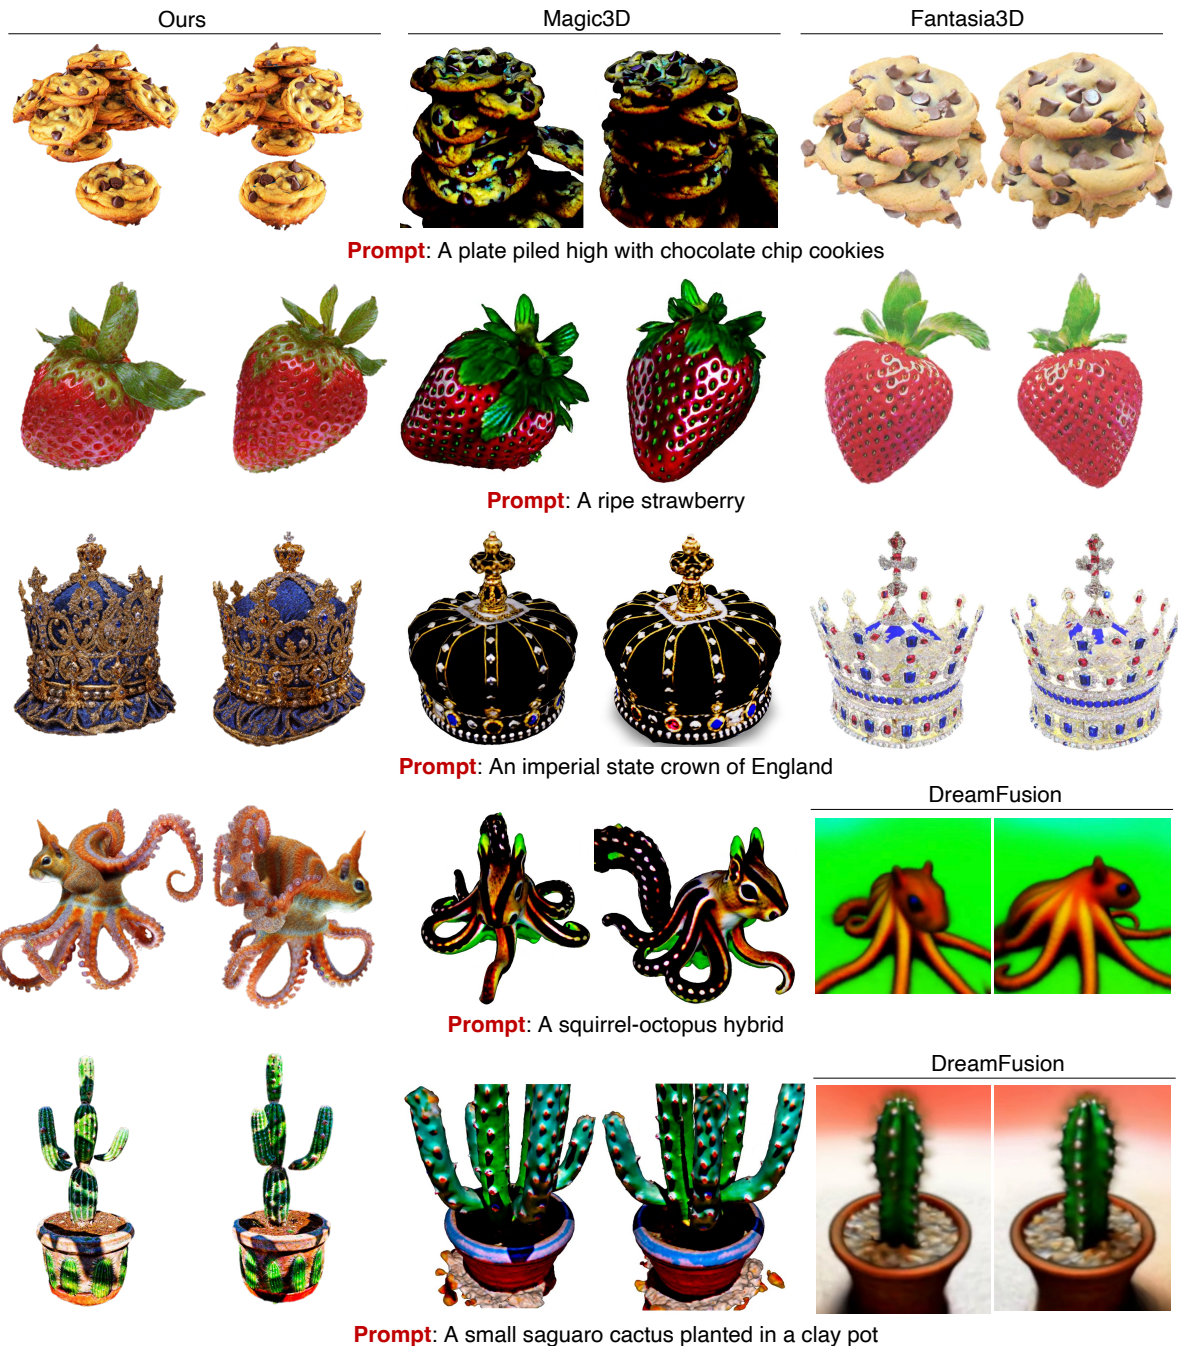 Ours
Magic3D
Fantasia3D
Prompt: A plate piled high with chocolate chip cookies
Prompt: A ripe strawberry
Prompt: An imperial state crown of England
DreamFusion
Prompt: A squirrel-octopus hybrid
DreamFusion
Prompt: A small saguaro cactus planted in a clay pot